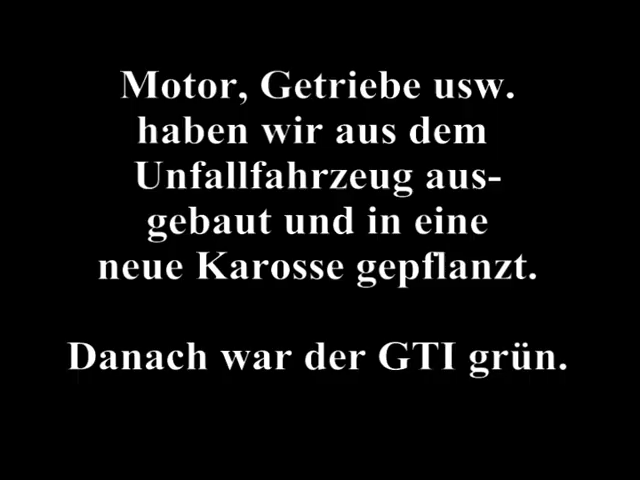 Motor, Getriebe usw.
haben wir aus dem
Unfallfahrzeug aus-
gebaut und in eine
neue Karosse gepflanzt.
Danach war der GTI grün.